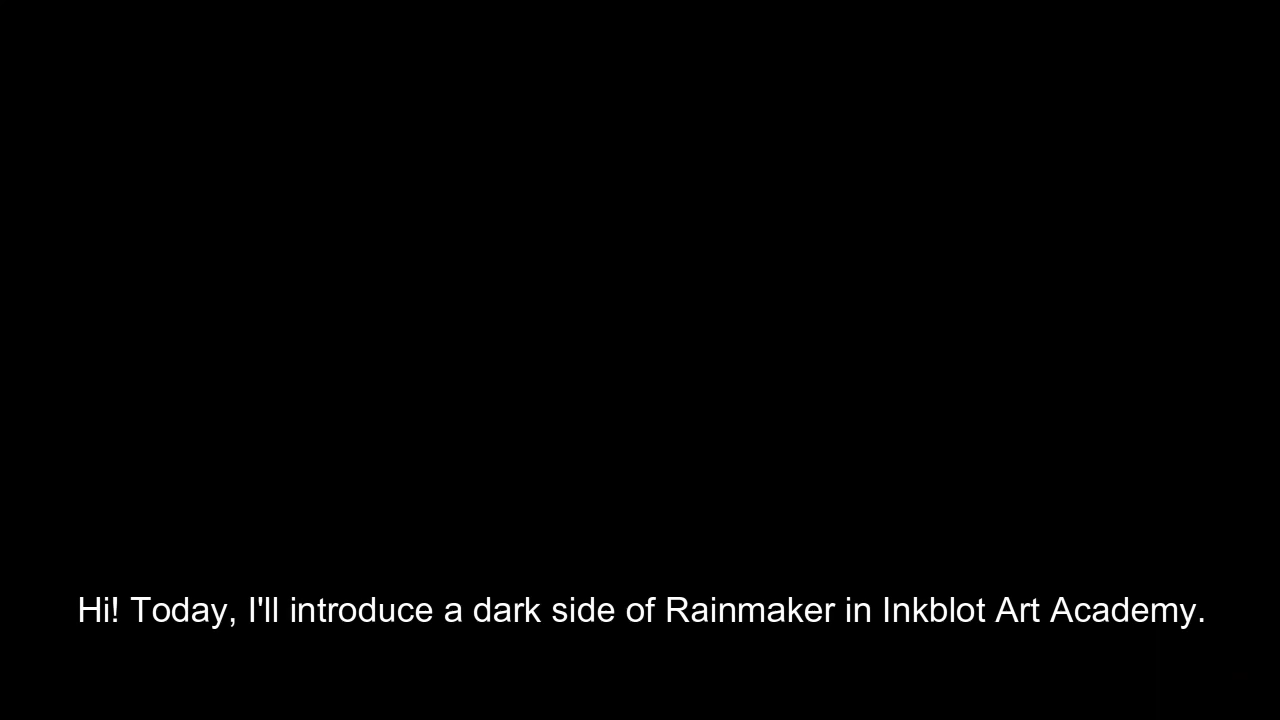 Hi! Today, I'll introduce a dark side of Rainmaker in Inkblot Art Academy.